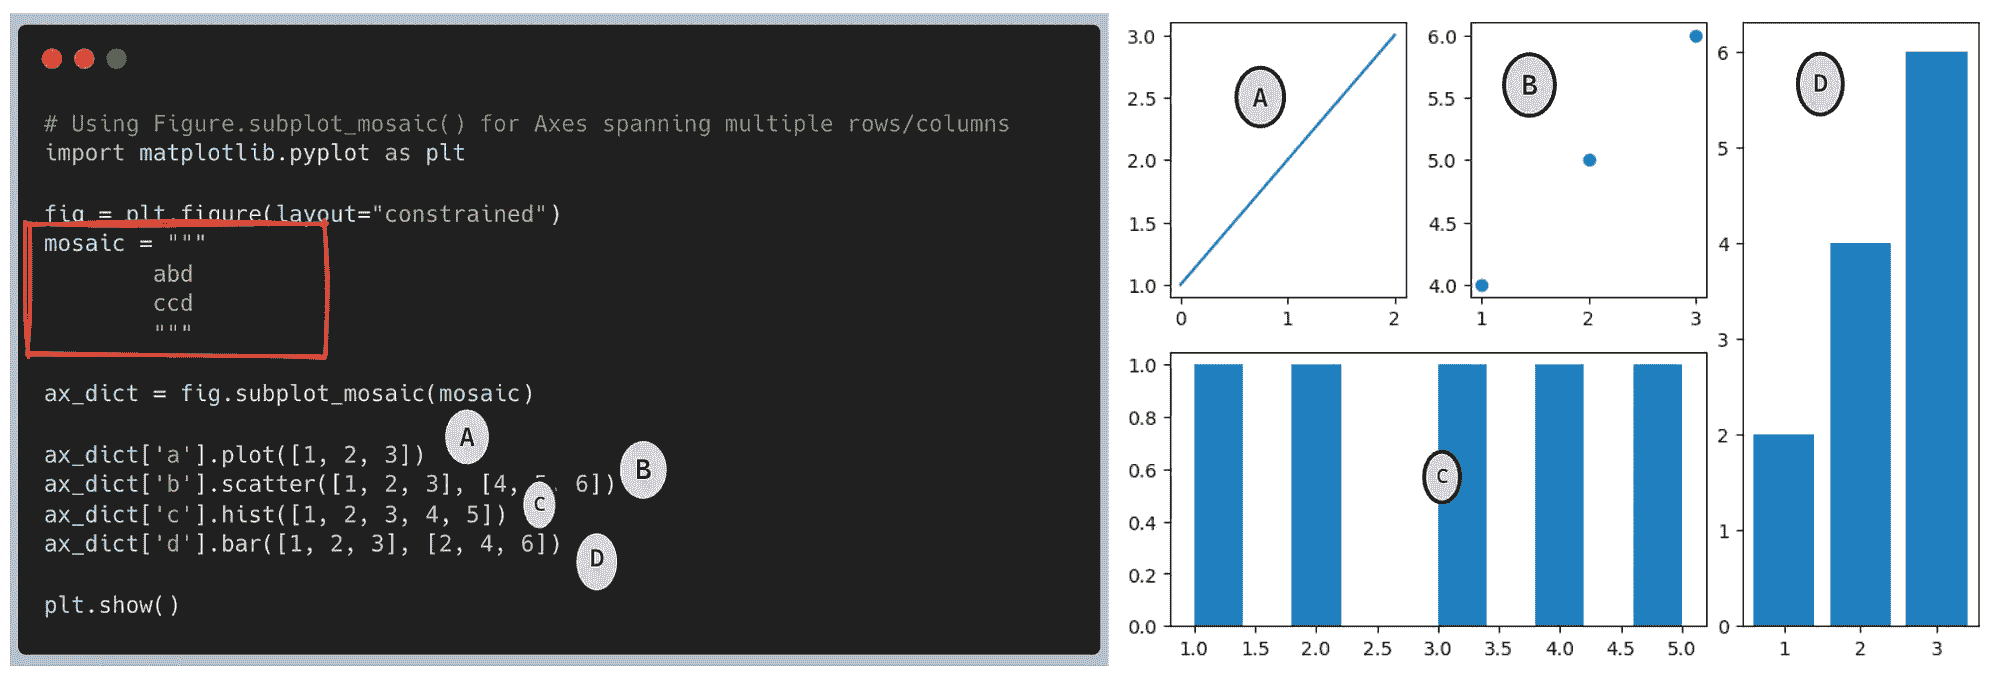 # Using Figure.subplot_mosaic() for Axes spanning multiple rows/columns
import matplotlib.pyplot as plt
fig = plt.figure(layout="constrained")
mosaic = """
abd
ccd
"""
ax_dict = fig.subplot_mosaic(mosaic)
A
ax_dict['a'].plot([1, 2, 3])
B
ax_dict['b'].scatter([1, 2, 3], [4, 6])
C
ax_dict['c'].hist([1, 2, 3, 4, 5])
ax_dict['d'].bar([1, 2, 3], [2, 4, 6])
D
plt.show()
3.0
2.5
2.0
1.5
1.0
A
0 1 2
6.0
5.5
5.0
4.5
4.0
B
1 2 3
1.0
0.8
0.6
0.4
0.2
0.0
C
1.0 1.5 2.0 2.5 3.0 3.5 4.0 4.5 5.0
6
5
4
3
2
1
0
D
1 2 3